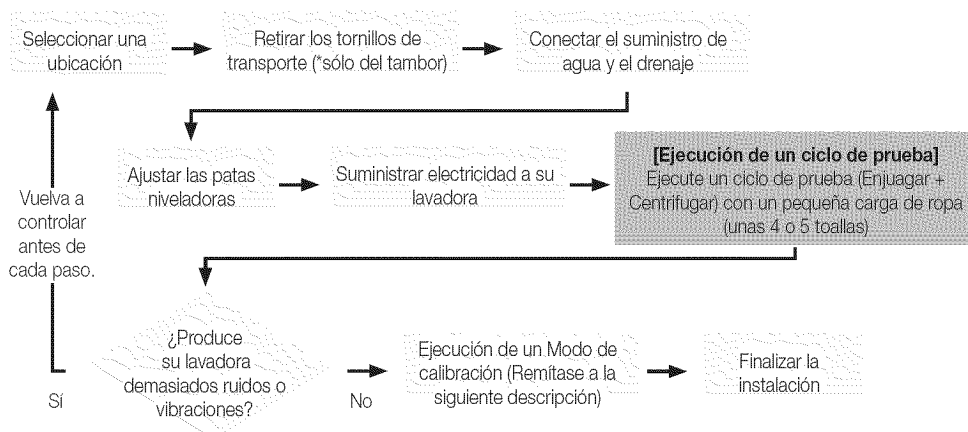 Seleccionar una
ubicación
Retirar los tornillos de
transporte (*sólo del tambor)
Conectar el suministro de
agua y el drenaje
Ajustar las patas
niveladoras
Suministrar electricidad a su
lavadora
[Ejecución de un ciclo de prueba]
Ejecute un ciclo de prueba (Enjuagar +
Centrifugar) con un pequeña carga de ropa
(unas 4 o 5 toallas)
Vuelva a
controlar
antes de
cada paso.
¿Produce
su lavadora
demasiados ruidos o
vibraciones?
Sí
No
Ejecución de un Modo de
calibración (Remítase a la
siguiente descripción)
Finalizar la
instalación